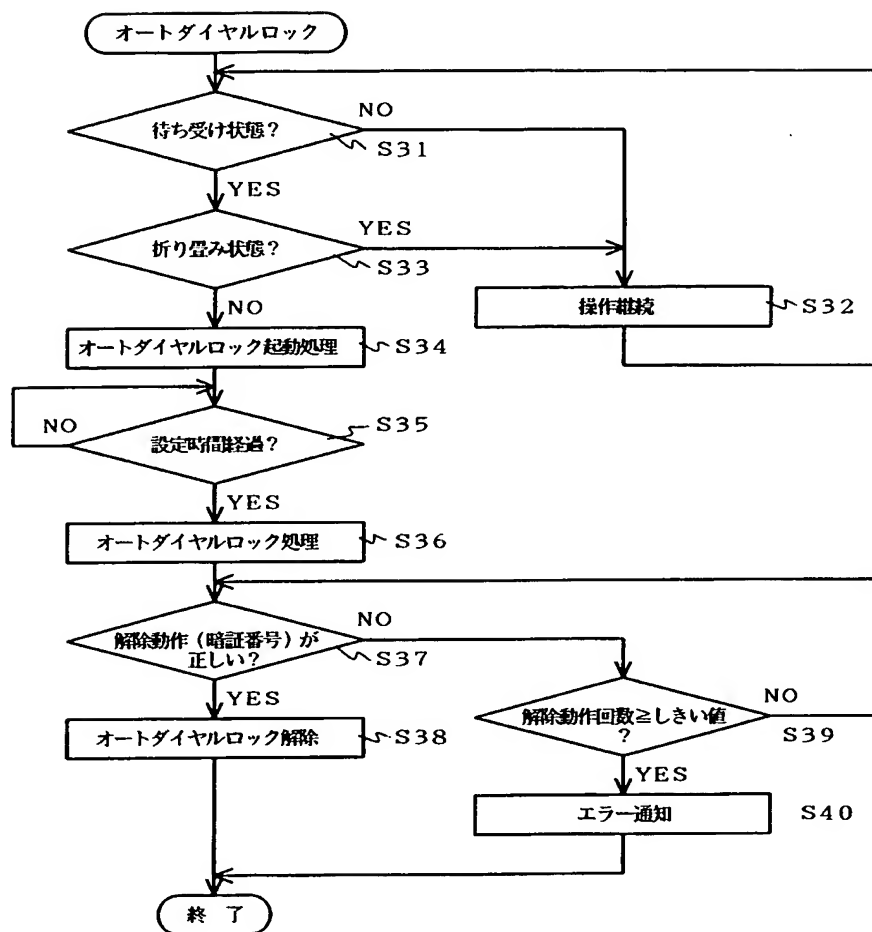 オートダイヤルロック
待ち受け状態?
NO
S31
YES
折り畳み状態?
YES
S33
NO
操作継続
S32
オートダイヤルロック起動処理
S34
設定時間経過?
NO
S35
YES
オートダイヤルロック処理
S36
解除動作(暗証番号)が
正しい?
NO
S37
YES
解除動作回数≧しきい値
?
NO
S39
オートダイヤルロック解除
S38
YES
エラー通知
S40
終 了